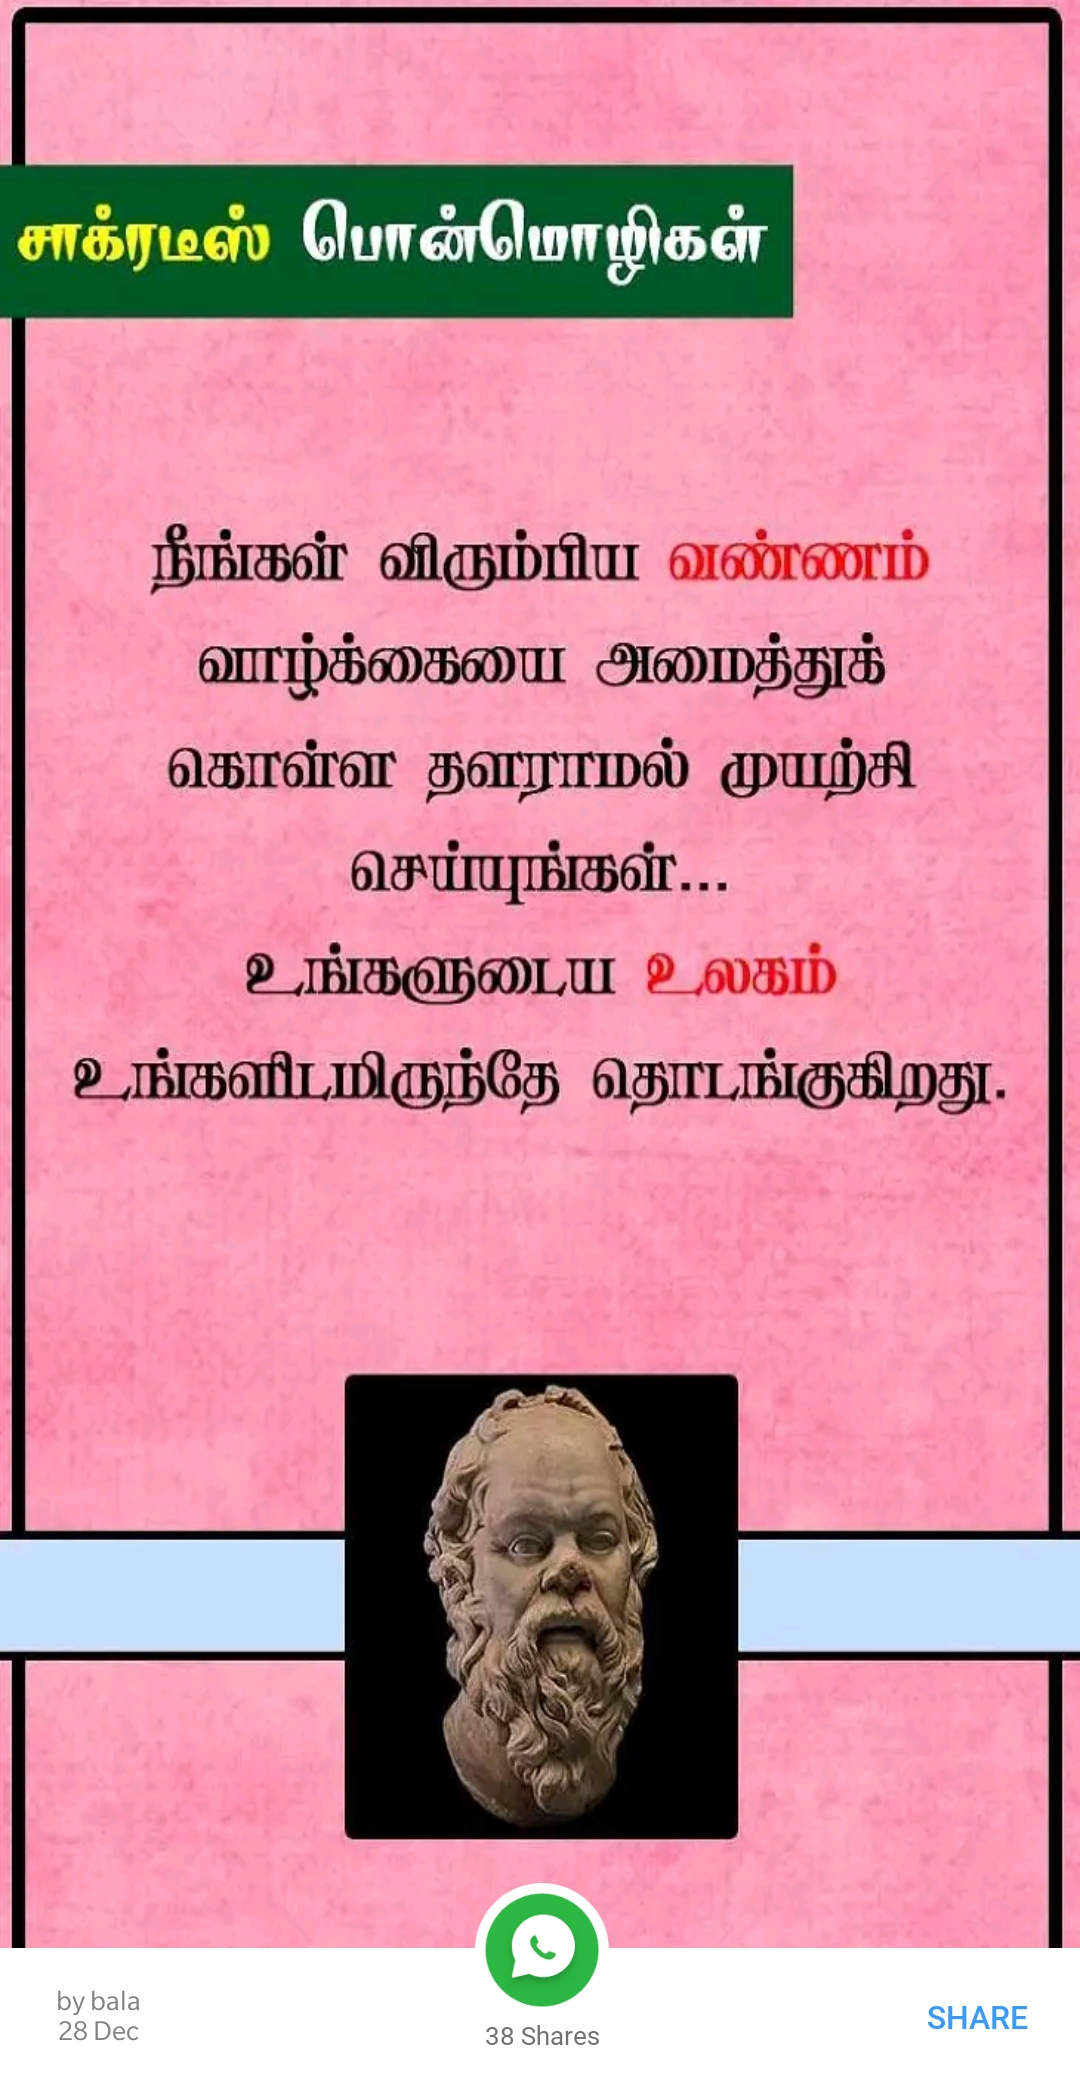 சாக்ரடீஸ் பொன்மொழிகள்
நீங்கள் விரும்பிய வண்ணம்
வாழ்க்கையை அமைத்துக்
கொள்ள தளராமல் முயற்சி
செய்யுங்கள்...
உங்களுடைய உலகம்
உங்களிடமிருந்தே தொடங்குகிறது.
by bala
28 Dec
38 Shares
SHARE